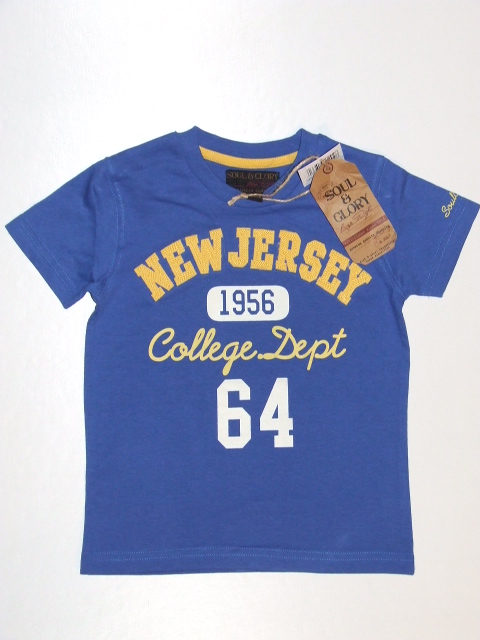 SOUL & GLORY
SOUL
&
GLORY
NEW JERSEY
1956
College.Dept
64